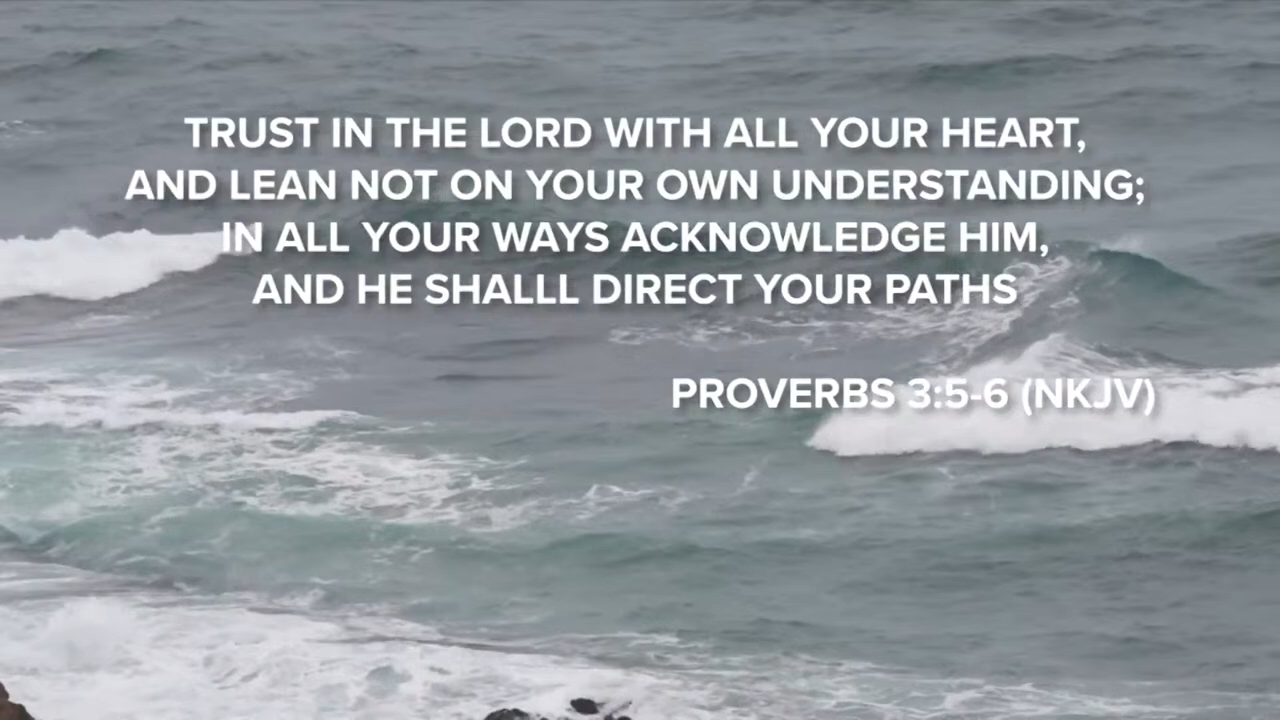 TRUST IN THE LORD WITH ALL YOUR HEART,
AND LEAN NOT ON YOUR OWN UNDERSTANDING;
IN ALL YOUR WAYS ACKNOWLEDGE HIM,
AND HE SHALLL DIRECT YOUR PATHS
PROVERBS 3:5-6 (NKJV)